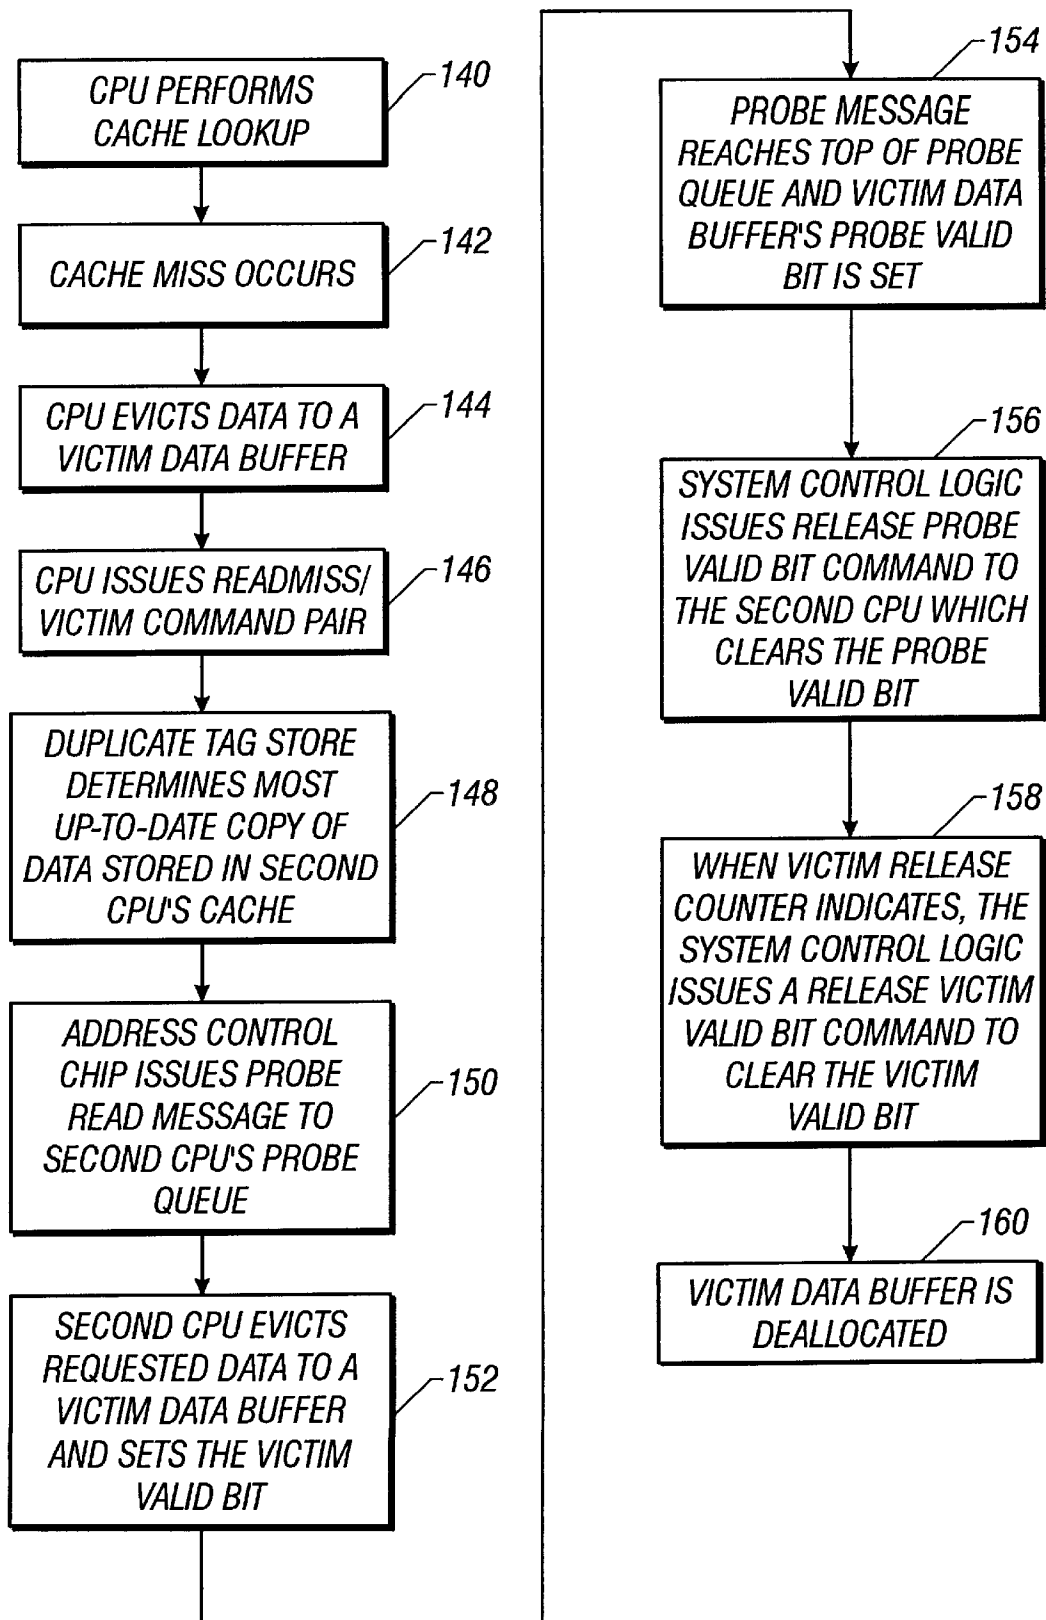 CPU PERFORMS
CACHE LOOKUP
140
CACHE MISS OCCURS
142
CPU EVICTS DATA TO A
VICTIM DATA BUFFER
144
CPU ISSUES READMISS/
VICTIM COMMAND PAIR
146
DUPLICATE TAG STORE
DETERMINES MOST
UP-TO-DATE COPY OF
DATA STORED IN SECOND
CPU'S CACHE
148
ADDRESS CONTROL
CHIP ISSUES PROBE
READ MESSAGE TO
SECOND CPU'S PROBE
QUEUE
150
SECOND CPU EVICTS
REQUESTED DATA TO A
VICTIM DATA BUFFER
AND SETS THE VICTIM
VALID BIT
152
154
PROBE MESSAGE
REACHES TOP OF PROBE
QUEUE AND VICTIM DATA
BUFFER'S PROBE VALID
BIT IS SET
156
SYSTEM CONTROL LOGIC
ISSUES RELEASE PROBE
VALID BIT COMMAND TO
THE SECOND CPU WHICH
CLEARS THE PROBE
VALID BIT
158
WHEN VICTIM RELEASE
COUNTER INDICATES, THE
SYSTEM CONTROL LOGIC
ISSUES A RELEASE VICTIM
VALID BIT COMMAND TO
CLEAR THE VICTIM
VALID BIT
160
VICTIM DATA BUFFER IS
DEALLOCATED